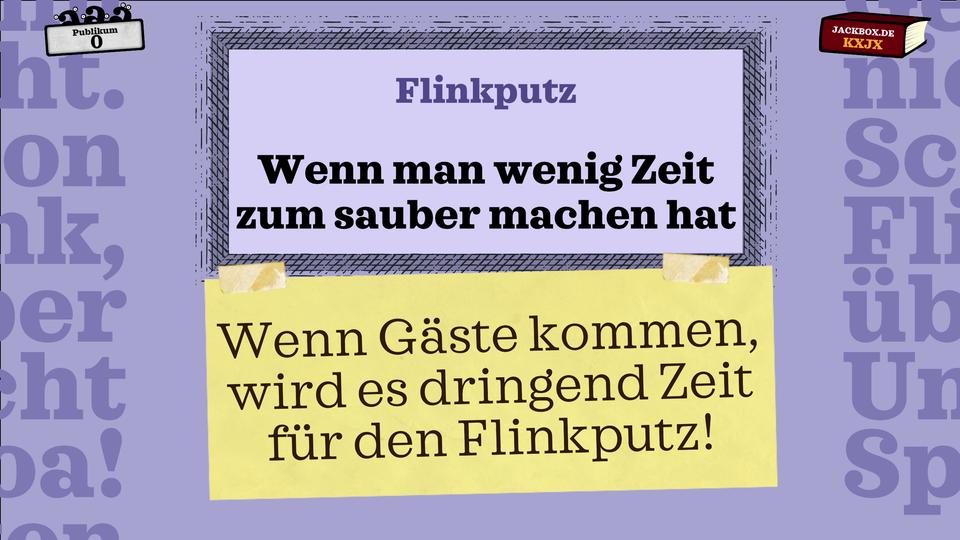 Publikum
0
JACKBOX.DE
KXJX
Flinkputz
Wenn man wenig Zeit
zum sauber machen hat
Wenn Gäste kommen,
wird es dringend Zeit
für den Flinkputz!